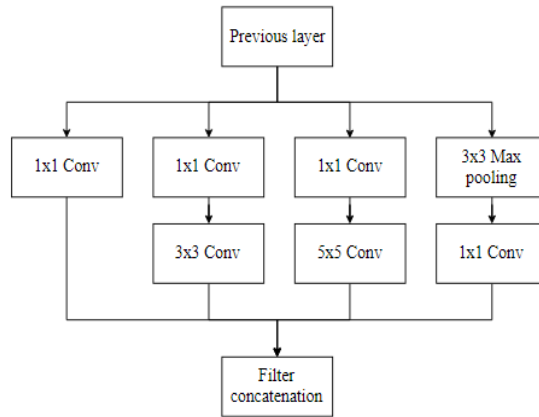 Previous layer
1x1 Conv
1x1 Conv
1x1 Conv
3x3 Max
pooling
3x3 Conv
5x5 Conv
1x1 Conv
Filter
concatenation